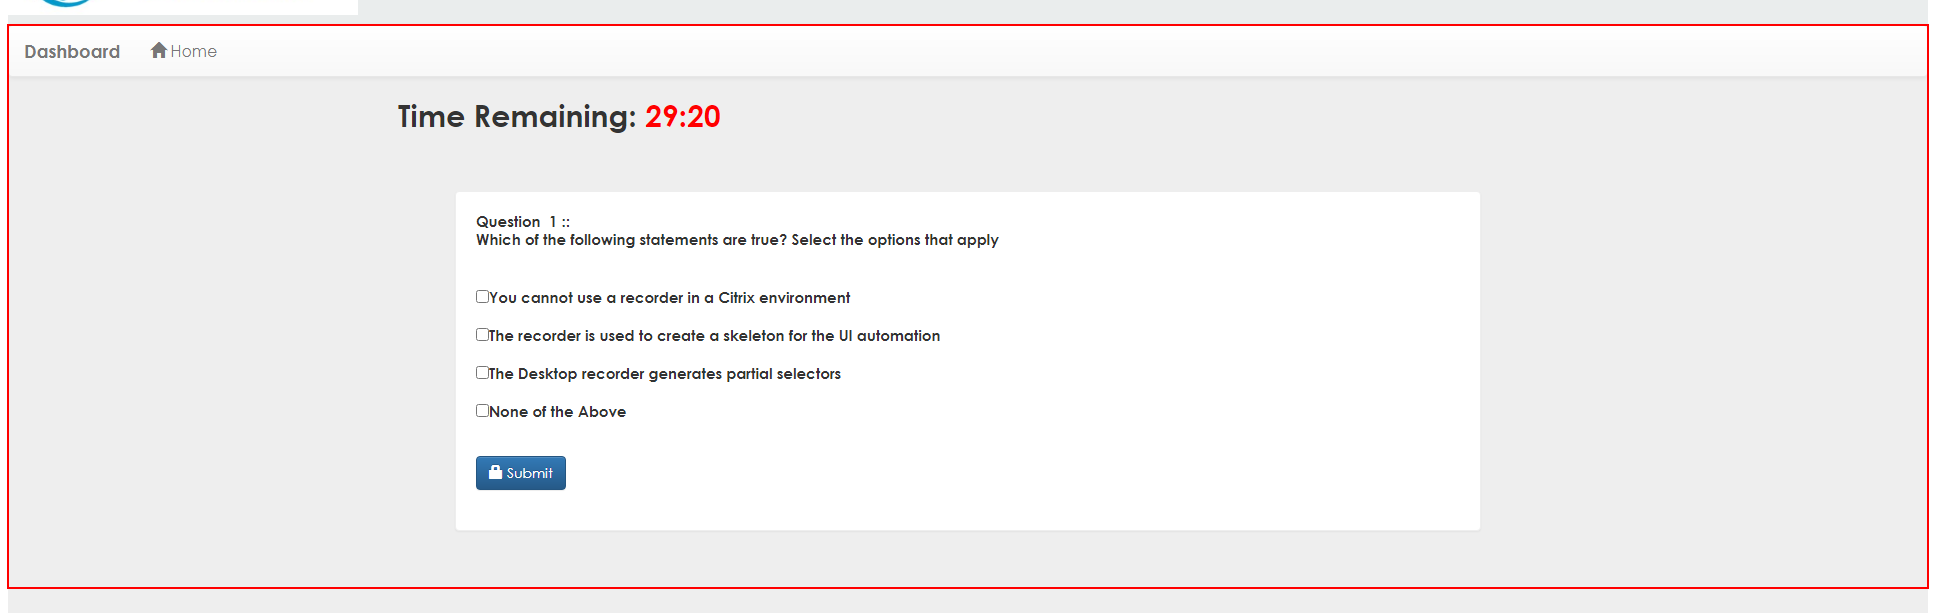 Dashboard Home
Time Remaining: 29:20
Question 1 ::
Which of the following statements are true? Select the options that apply
You cannot use a recorder in a Citrix environment
The recorder is used to create a skeleton for the UI automation
The Desktop recorder generates partial selectors
None of the Above
Submit